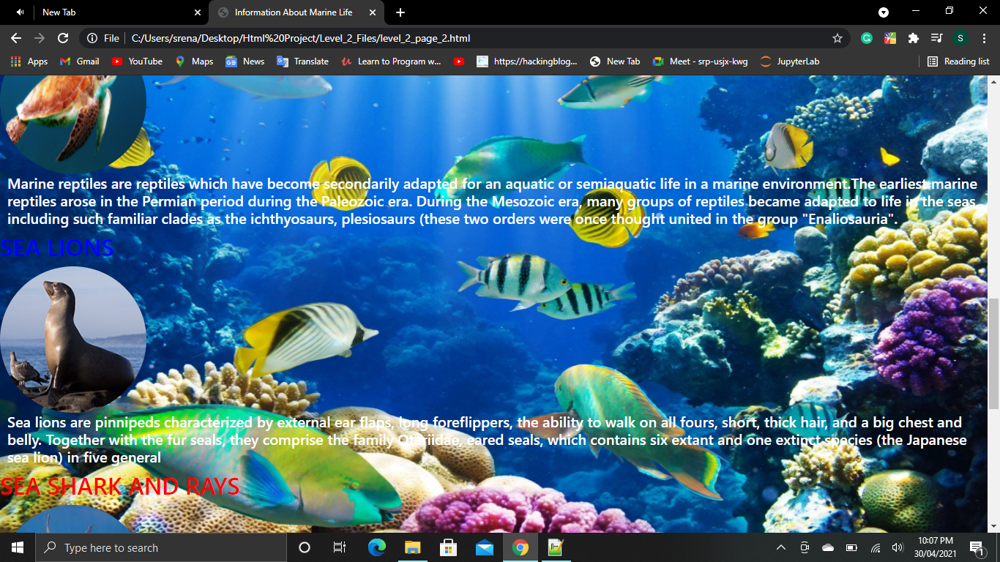 New Tab
Information About Marine Life
File
C:/Users/srena/Desktop/Html%20Project/Level_2_Files/level_2_page_2.html
S
Apps
Gmail
YouTube
Maps
News
Translate
Learn to Program w...
https://hackingblog...
New Tab
Meet - srp-usjx-kwg
JupyterLab
Reading list
Marine reptiles are reptiles which have become secondarily adapted for an aquatic or semiaquatic life in a marine environment.The earliest marine
reptiles arose in the Permian period during the Paleozoic era. During the Mesozoic era, many groups of reptiles became adapted to life in the seas,
including such familiar clades as the ichthyosaurs, plesiosaurs (these two orders were once thought united in the group "Enaliosauria".
SEA LIONS
Sea lions are pinnipeds characterized by external ear flaps, long foreflippers, the ability to walk on all fours, short, thick hair, and a big chest and
belly. Together with the fur seals, they comprise the family Otariidae, eared seals, which contains six extant and one extinct species (the Japanese
sea lion) in five general
SEA SHARK AND RAYS
Type here to search
10:07 PM
30/04/2021
1